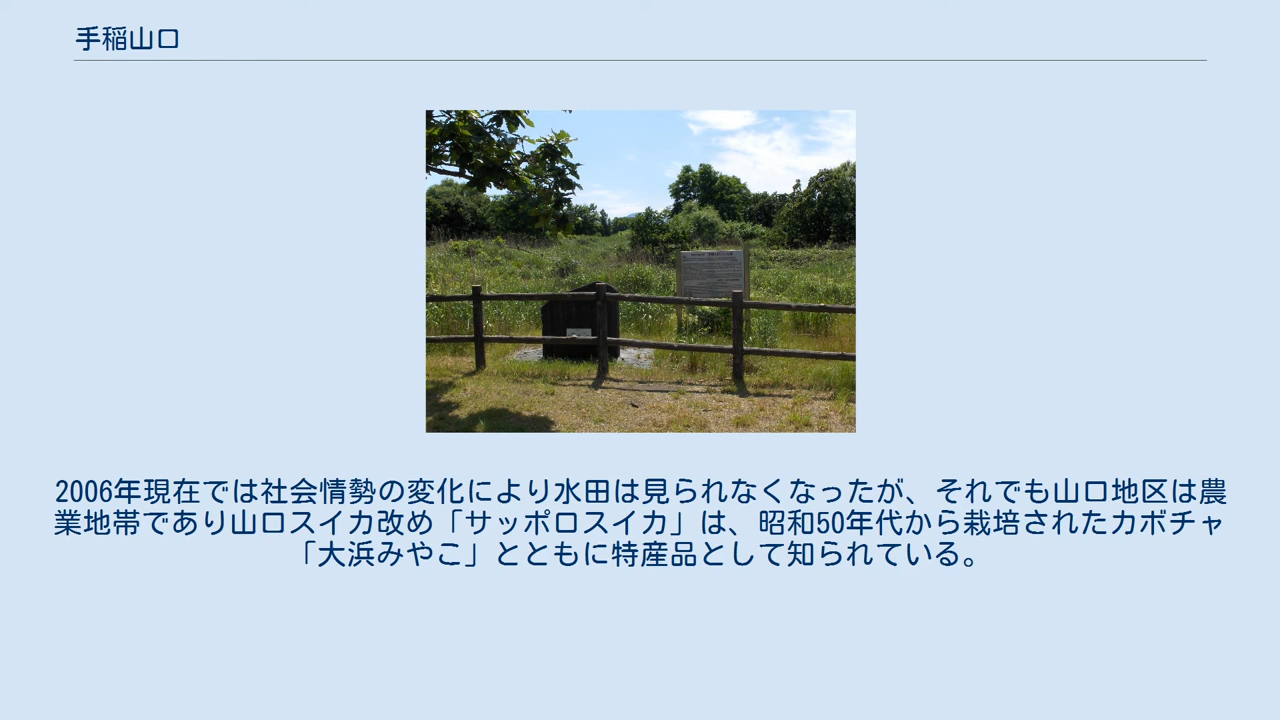 手稲山口
2006年現在では社会情勢の変化により水田は見られなくなったが、それでも山口地区は農
業地帯であり山口スイカ改め「サッポロスイカ」は、昭和50年代から栽培されたカボチャ
「大浜みやこ」とともに特産品として知られている。